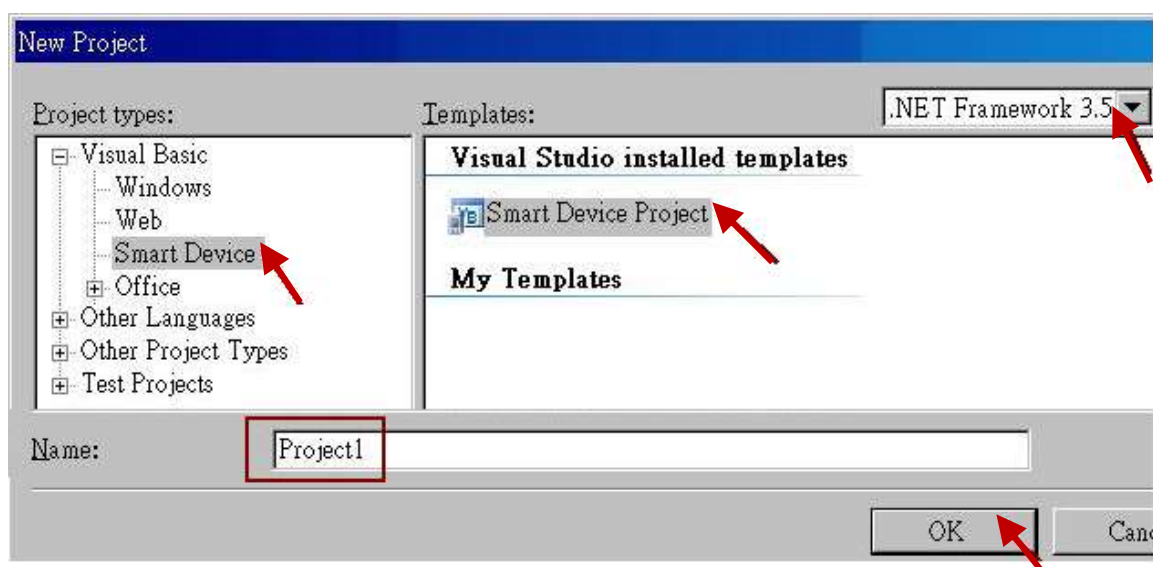 New Project
Project types:
Templates:
.NET Framework 3.5
Visual Basic
Windows
Web
Smart Device
Office
Other Languages
Other Project Types
Test Projects
Visual Studio installed templates
Smart Device Project
My Templates
Name:
Project1
OK